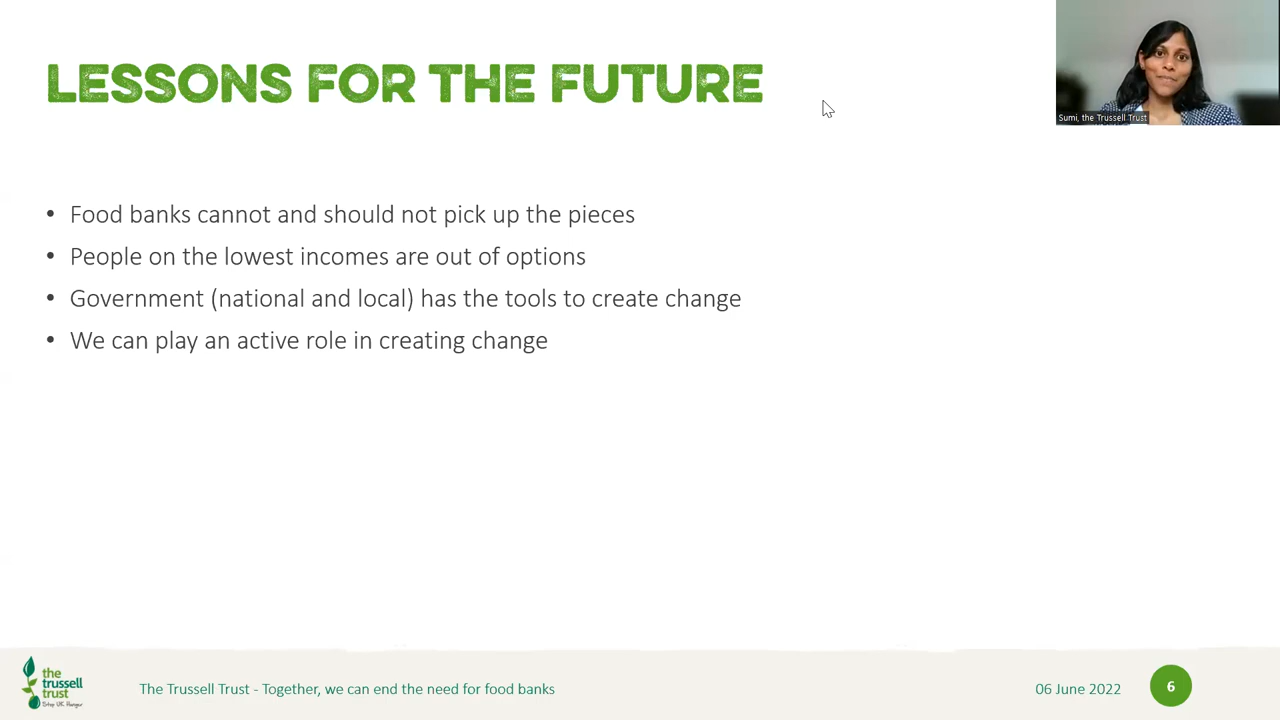 LESSONS FOR THE FUTURE
Sumi, the Trussell Trust
• Food banks cannot and should not pick up the pieces
• People on the lowest incomes are out of options
• Government (national and local) has the tools to create change
• We can play an active role in creating change
the
trussell
trust
Stop UK Hunger
The Trussell Trust - Together, we can end the need for food banks
06 June 2022
6